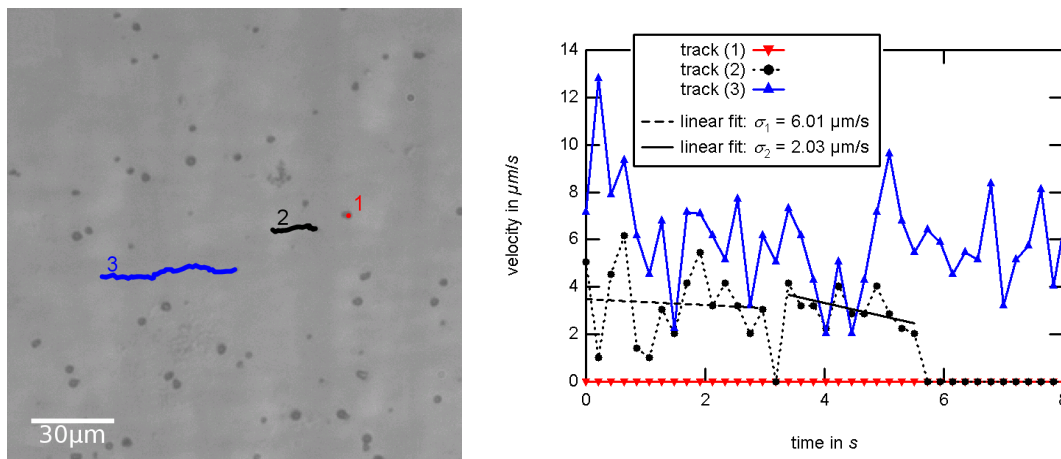 1
2
3
30μm
track (1)
track (2)
track (3)
linear fit: σ1 = 6.01 μm/s
linear fit: σ2 = 2.03 μm/s
14
12
10
8
6
4
2
0
velocity in μm/s
0 2 4 6 8
time in s